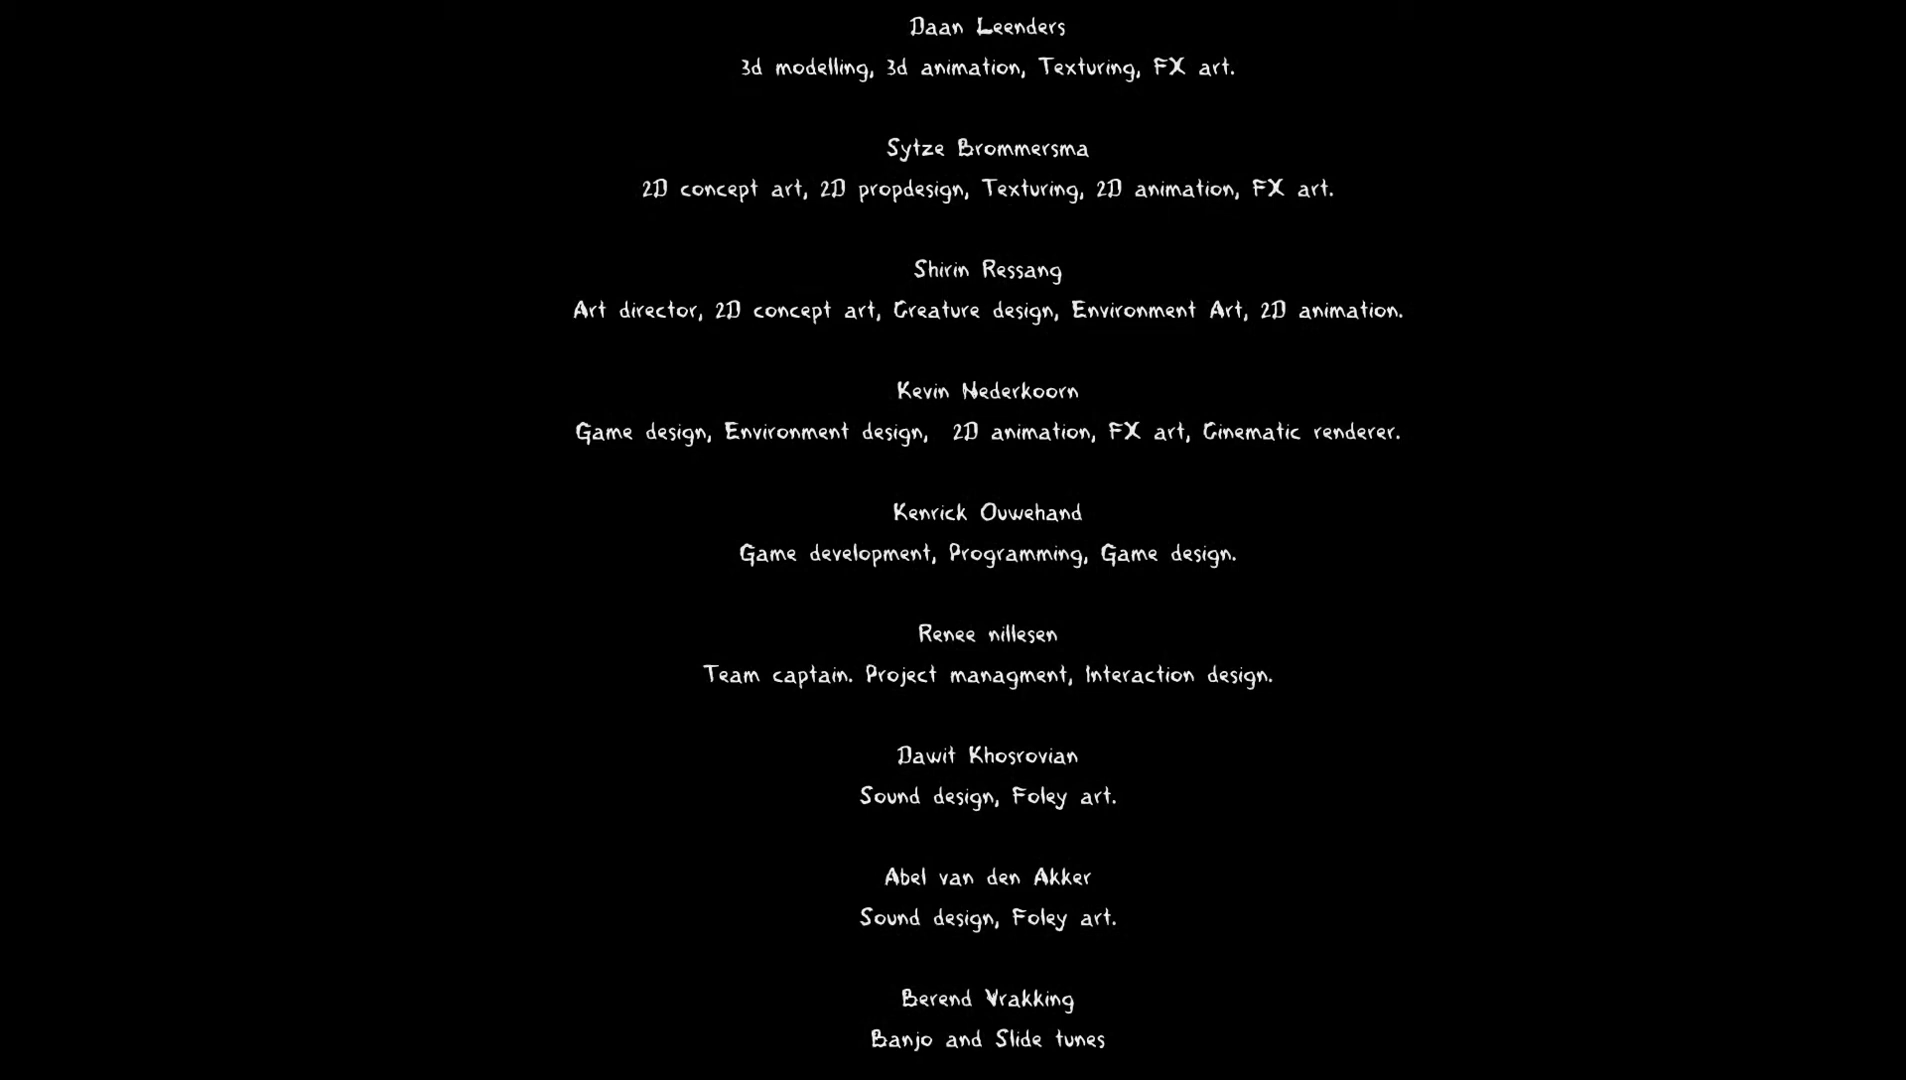 Daan Leenders
3d modelling, 3d animation, Texturing, FX art.
Sytze Brommersma
2D concept art, 2D propdesign, Texturing, 2D animation, FX art.
Shirin Ressang
Art director, 2D concept art, Creature design, Environment Art, 2D animation.
Kevin Nederkoorn
Game design, Environment design, 2D animation, FX art, Cinematic renderer.
Kenrick Ouwehand
Game development, Programming, Game design.
Renee nillesen
Team captain. Project managment, Interaction design.
Dawit Khosrovian
Sound design, Foley art.
Abel van den Akker
Sound design, Foley art.
Berend Vrakking
Banjo and Slide tunes